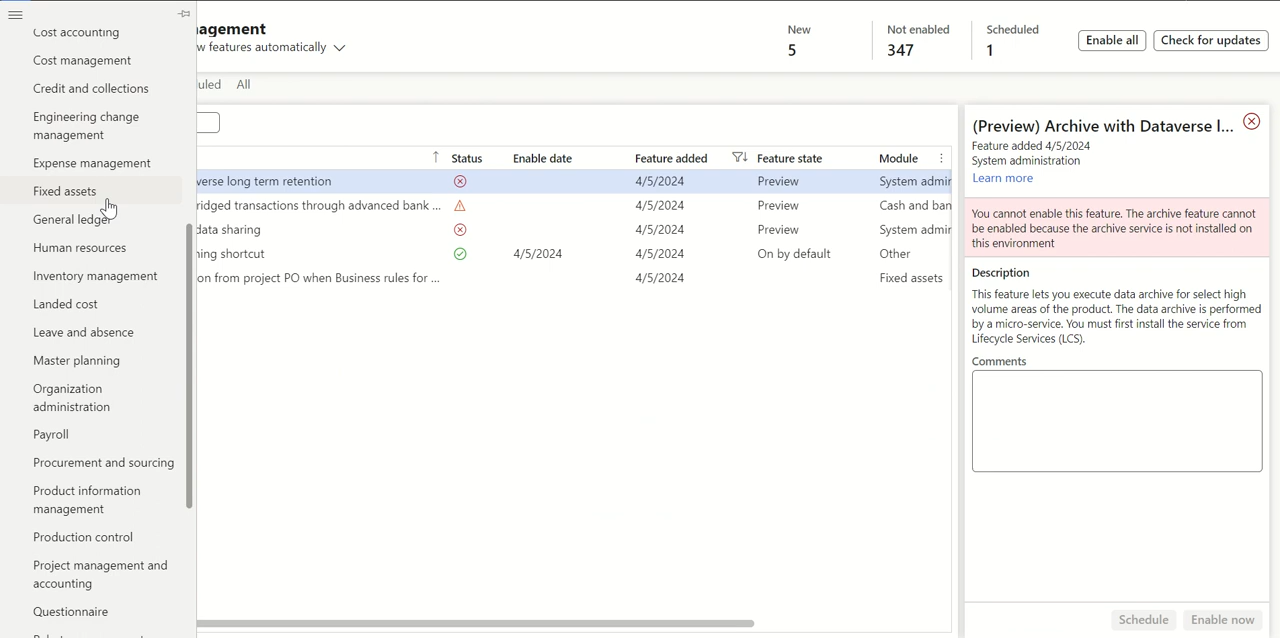 Cost accounting
Cost management
Credit and collections
Engineering change
management
Expense management
Fixed assets
General ledger
Human resources
Inventory management
Landed cost
Leave and absence
Master planning
Organization
administration
Payroll
Procurement and sourcing
Product information
management
Production control
Project management and
accounting
Questionnaire
agement
w features automatically
New
5
Not enabled
347
Scheduled
1
Enable all
Check for updates
uled All
Status Enable date Feature added Feature state Module
verse long term retention 4/5/2024 Preview System admin
ridged transactions through advanced bank ... 4/5/2024 Preview Cash and ban
data sharing 4/5/2024 Preview System admin
ning shortcut 4/5/2024 4/5/2024 On by default Other
on from project PO when Business rules for ... 4/5/2024 Fixed assets
(Preview) Archive with Dataverse l...
Feature added 4/5/2024
System administration
Learn more
You cannot enable this feature. The archive feature cannot
be enabled because the archive service is not installed on
this environment
Description
This feature lets you execute data archive for select high
volume areas of the product. The data archive is performed
by a micro-service. You must first install the service from
Lifecycle Services (LCS).
Comments
Schedule
Enable now